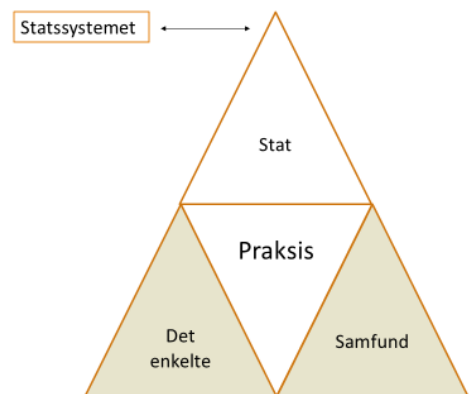 Statssystemet
Stat
Praksis
Det
enkelte
Samfund